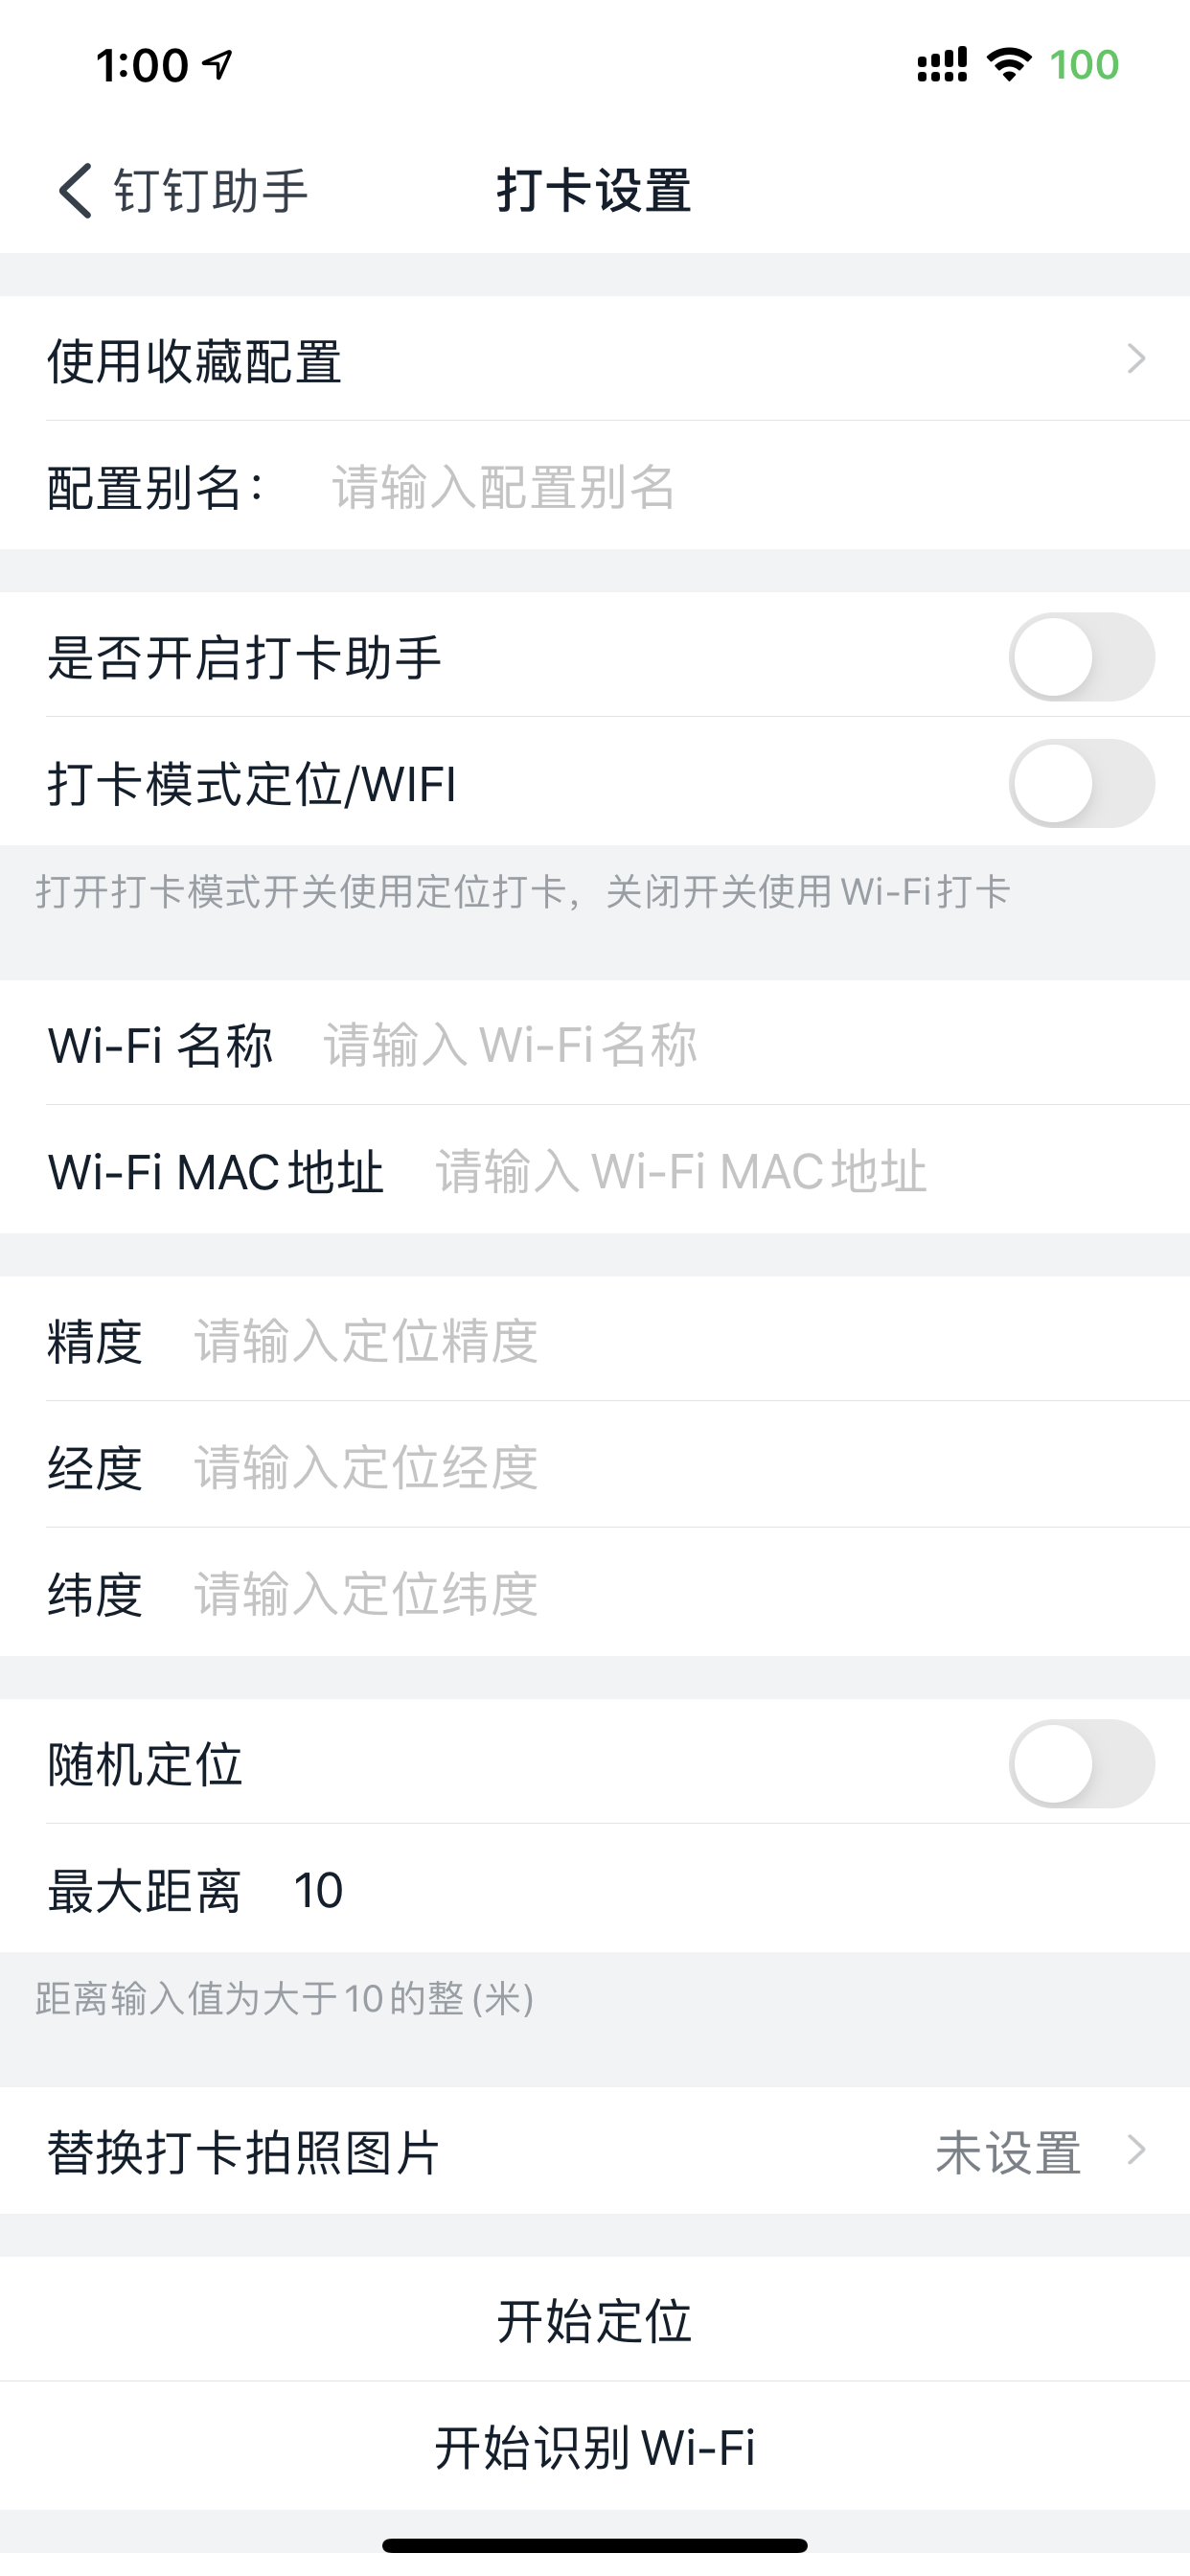 1:00
100
钉钉助手
打卡设置
使用收藏配置
配置别名： 请输入配置别名
是否开启打卡助手
打卡模式定位/WIFI
打开打卡模式开关使用定位打卡，关闭开关使用 Wi-Fi 打卡
Wi-Fi 名称 请输入 Wi-Fi 名称
Wi-Fi MAC 地址 请输入 Wi-Fi MAC 地址
精度 请输入定位精度
经度 请输入定位经度
纬度 请输入定位纬度
随机定位
最大距离 10
距离输入值为大于 10 的整 (米)
替换打卡拍照图片 未设置
开始定位
开始识别 Wi-Fi